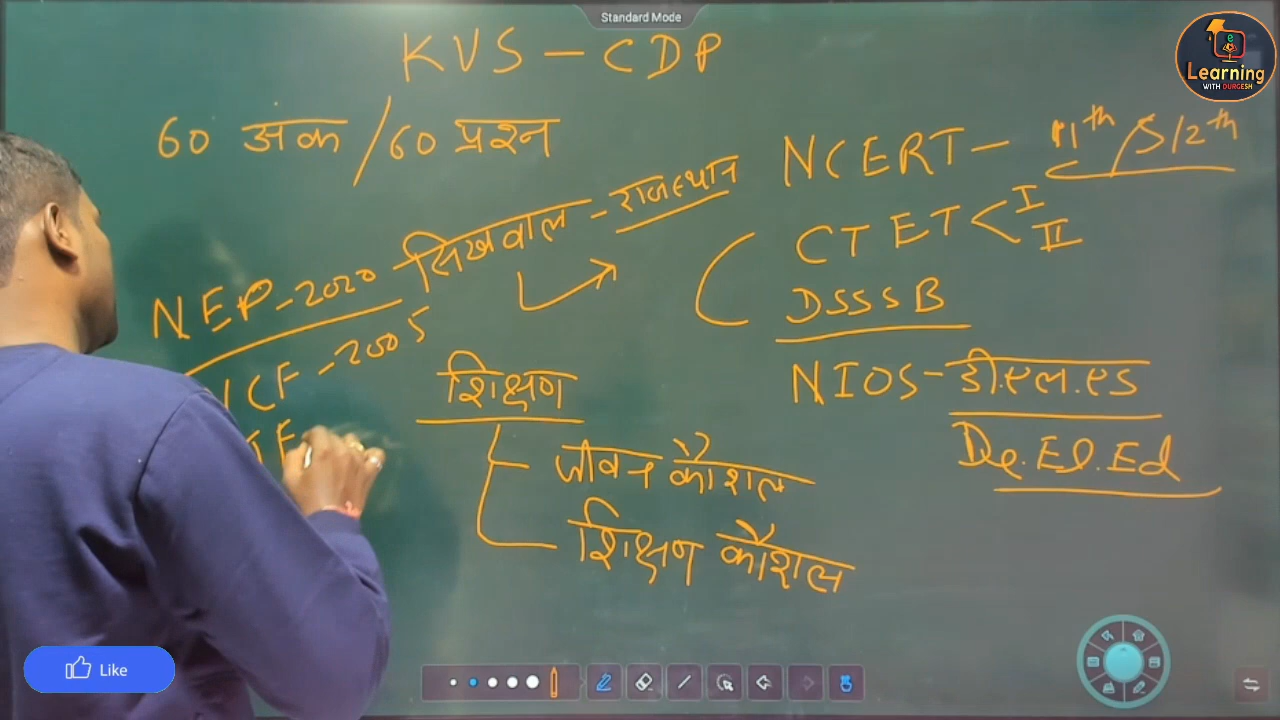 Standard Mode
e
Learning
WITH DURGESH
KVS - CDP
60 अंक / 60 प्रश्न
NCERT - 11th / 12th
NEP - 2020 - सिखवाल - राजस्थान
CTET < I
II
DSSSB
NCF - 2005
शिक्षण
NIOS - डी.एल.एड
De.El.Ed
जीवन कौशल
शिक्षण कौशल
Like